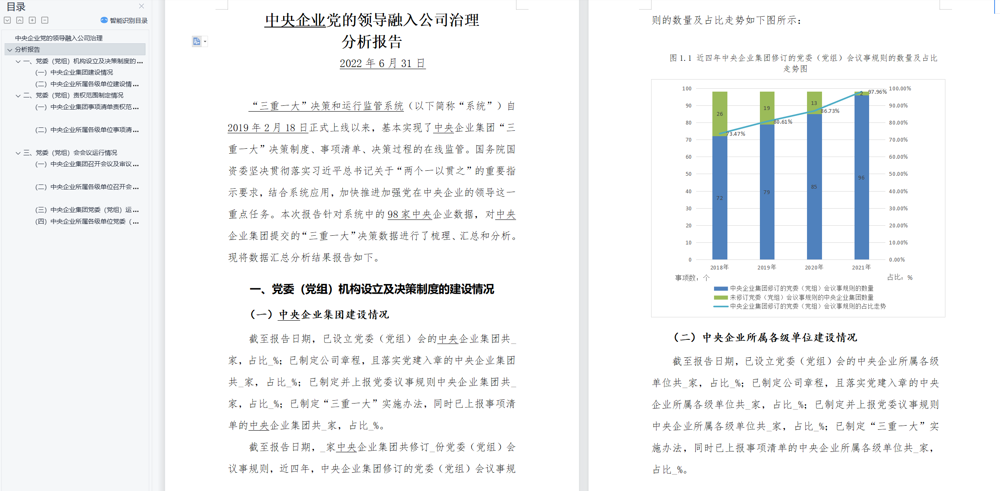 目录
智能识别目录
中央企业党的领导融入公司治理
分析报告
一、党委（党组）机构设立及决策制度的...
（一）中央企业集团建设情况
（二）中央企业所属各级单位建设情...
二、党委（党组）责权范围制定情况
（一）中央企业集团事项清单责权范...
（二）中央企业所属各级单位事项清...
三、党委（党组）会会议运行情况
（一）中央企业集团召开会议及审议...
（二）中央企业所属各级单位召开会...
（三）中央企业集团党委（党组）运...
（四）中央企业所属各级单位党委（...
中央企业党的领导融入公司治理
分析报告
2022 年 6 月 31 日
“三重一大”决策和运行监管系统（以下简称“系统”）自
2019 年 2 月 18 日正式上线以来，基本实现了中央企业集团“三
重一大”决策制度、事项清单、决策过程的在线监管。国务院国
资委坚决贯彻落实习近平总书记关于“两个一以贯之”的重要指
示要求，结合系统应用，加快推进加强党在中央企业的领导这一
重点任务。本次报告针对系统中的 98 家中央企业数据，对中央
企业集团提交的“三重一大”决策数据进行了梳理、汇总和分析。
现将数据汇总分析结果报告如下。
一、党委（党组）机构设立及决策制度的建设情况
（一）中央企业集团建设情况
截至报告日期，已设立党委（党组）会的中央企业集团共_
家，占比_%；已制定公司章程，且落实党建入章的中央企业集团
共_家，占比_%；已制定并上报党委议事规则中央企业集团共_
家，占比_%；已制定“三重一大”实施办法，同时已上报事项清
单的中央企业集团共_家，占比_%。
截至报告日期，_家中央企业集团共修订_份党委（党组）会
议事规则，近四年，中央企业集团修订的党委（党组）会议事规
则的数量及占比走势如下图所示：
图 1.1 近四年中央企业集团修订的党委（党组）会议事规则的数量及占比
走势图
100
90
80
70
60
50
40
30
20
10
0
100.00%
90.00%
80.00%
70.00%
60.00%
50.00%
40.00%
30.00%
20.00%
10.00%
0.00%
26
19
13
2
73.47%
80.61%
86.73%
97.96%
72
79
85
96
2018年
2019年
2020年
2021年
事项数：个
占比：%
中央企业集团修订的党委（党组）会议事规则的数量
未修订党委（党组）会议事规则的中央企业集团数量
中央企业集团修订的党委（党组）会议事规则的占比走势
（二）中央企业所属各级单位建设情况
截至报告日期，已设立党委（党组）会的中央企业所属各级
单位共_家，占比_%；已制定公司章程，且落实党建入章的中央
企业所属各级单位共_家，占比_%；已制定并上报党委议事规则
中央企业所属各级单位共_家，占比_%；已制定“三重一大”实
施办法，同时已上报事项清单的中央企业所属各级单位共_家，
占比_%。